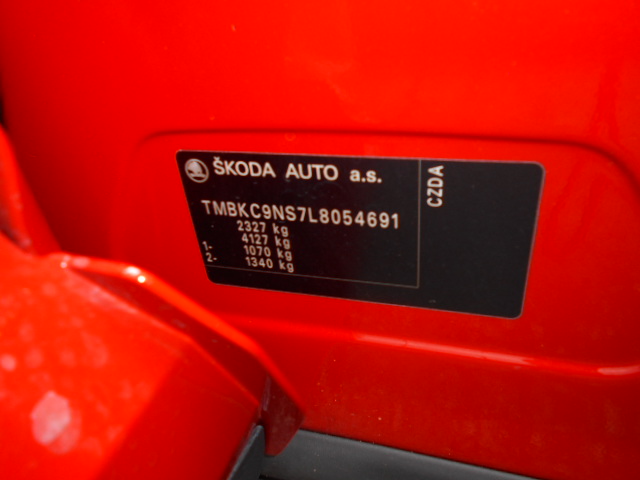 ŠKODA AUTO a.s.
TMBKC9NS7L8054691
2327 kg
4127 kg
1- 1070 kg
2- 1340 kg
CZDA